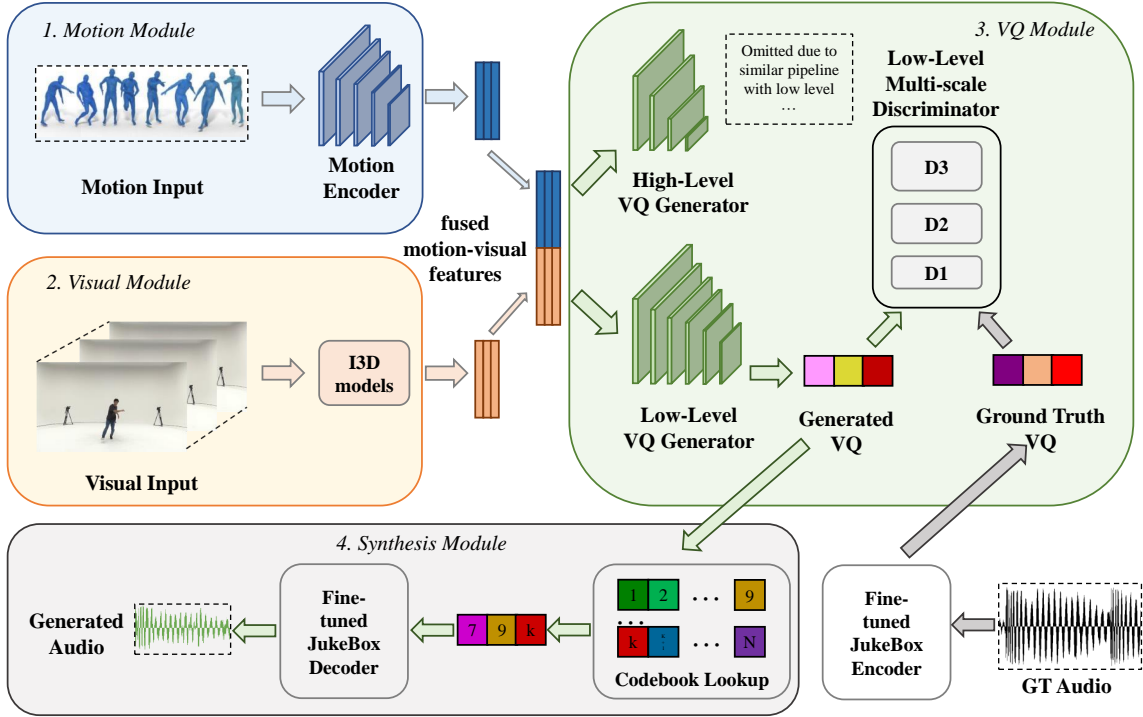 1. Motion Module
Motion Input
Motion
Encoder
2. Visual Module
Visual Input
I3D
models
fused
motion-visual
features
3. VQ Module
Omitted due to
similar pipeline
with low level
...
High-Level
VQ Generator
Low-Level
Multi-scale
Discriminator
D3
D2
D1
Low-Level
VQ Generator
Generated
VQ
Ground Truth
VQ
4. Synthesis Module
Generated
Audio
Fine-
tuned
JukeBox
Decoder
7 9 k
1 2 ... 9
...
k ... N
Codebook Lookup
Fine-
tuned
JukeBox
Encoder
GT Audio